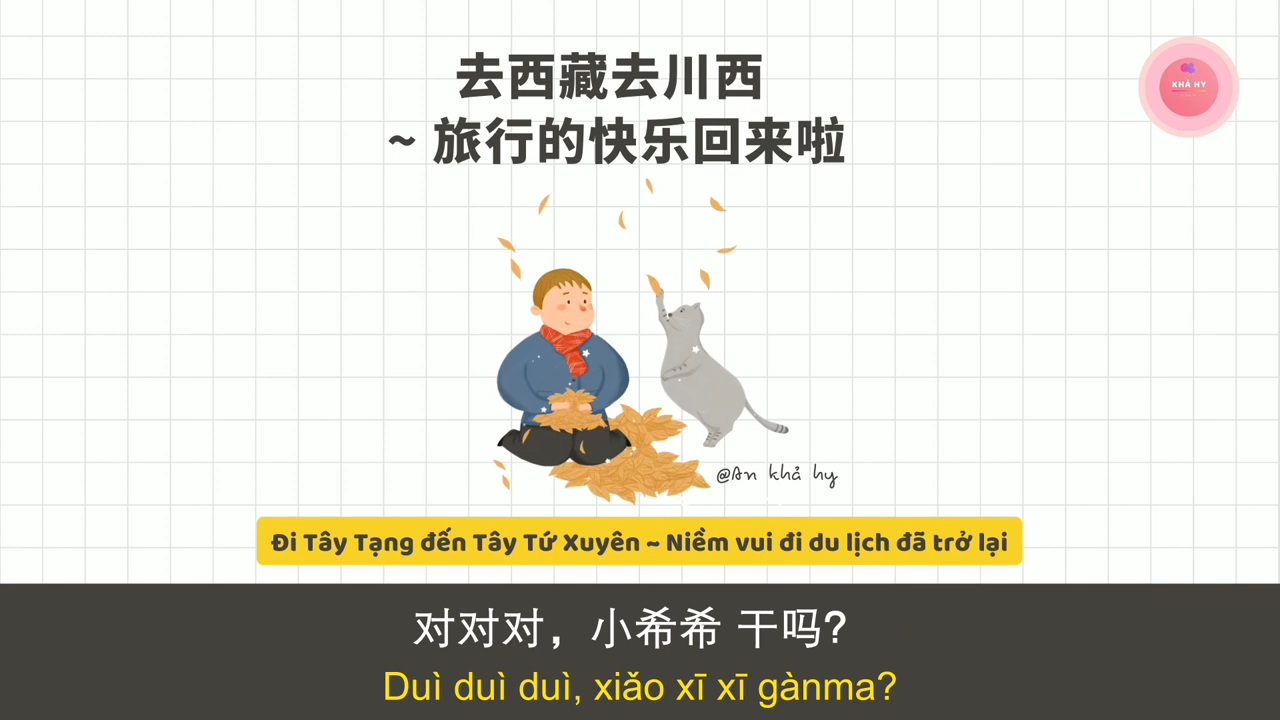 去西藏去川西
~ 旅行的快乐回来啦
KHẢ HY
@An khả hy
Đi Tây Tạng đến Tây Tứ Xuyên ~ Niềm vui đi du lịch đã trở lại
对对对，小希希 干吗?
Duì duì duì, xiǎo xī xī gànma?